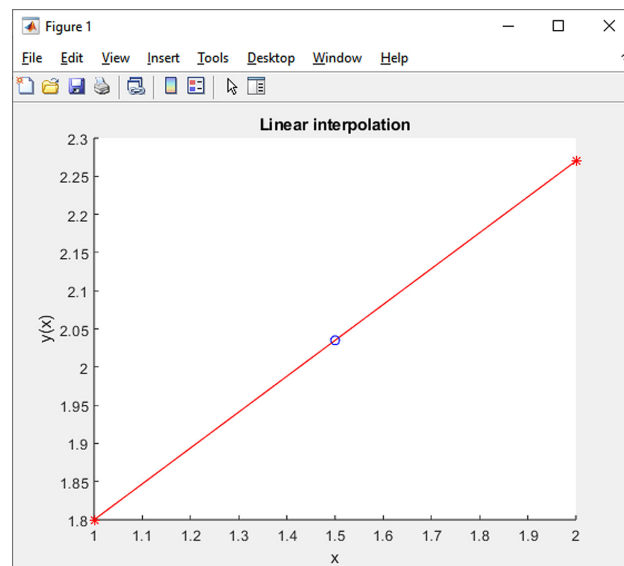 Figure 1
File Edit View Insert Tools Desktop Window Help
Linear interpolation
2.3
2.25
2.2
2.15
2.1
2.05
2
1.95
1.9
1.85
1.8
y(x)
1 1.1 1.2 1.3 1.4 1.5 1.6 1.7 1.8 1.9 2
x